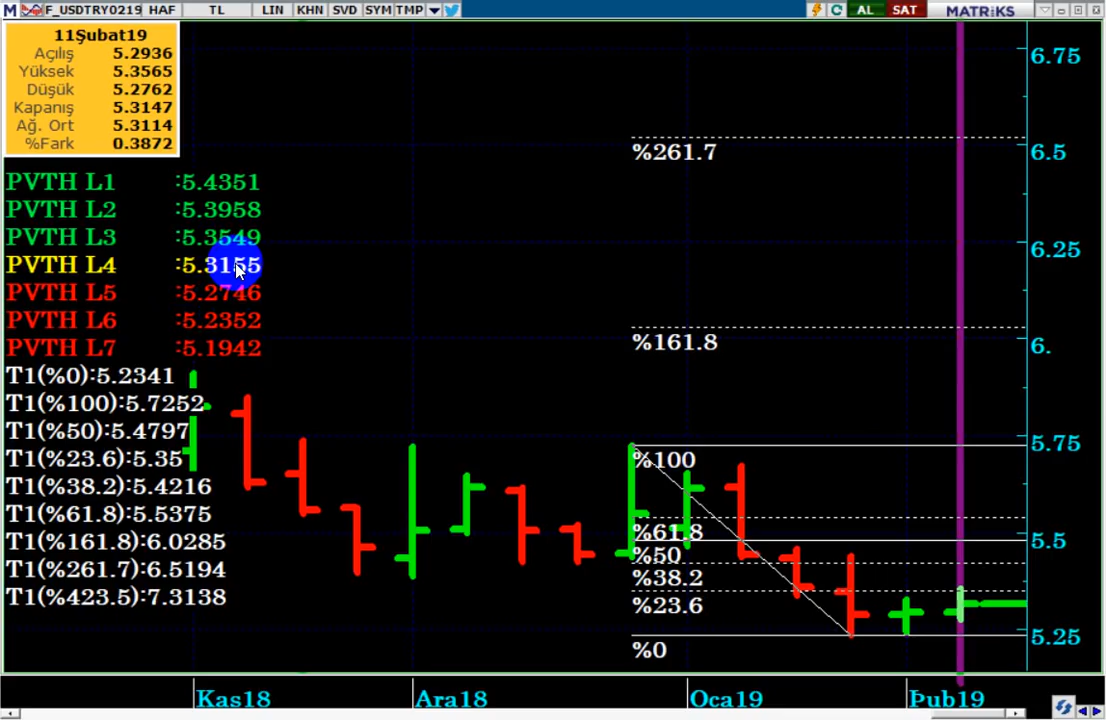 M F_USDTRY0219 HAF TL LIN KHN SVD SYM TMP AL SAT MATRiKS
11Şubat19
Açılış 5.2936
Yüksek 5.3565
Düşük 5.2762
Kapanış 5.3147
Ağ. Ort 5.3114
%Fark 0.3872
PVTH L1 :5.4351
PVTH L2 :5.3958
PVTH L3 :5.3549
PVTH L4 :5.3155
PVTH L5 :5.2746
PVTH L6 :5.2352
PVTH L7 :5.1942
T1(%0):5.2341
T1(%100):5.7252
T1(%50):5.4797
T1(%23.6):5.35
T1(%38.2):5.4216
T1(%61.8):5.5375
T1(%161.8):6.0285
T1(%261.7):6.5194
T1(%423.5):7.3138
%261.7
%161.8
%100
%61.8
%50
%38.2
%23.6
%0
6.75
6.5
6.25
6.
5.75
5.5
5.25
Kas18 Ara18 Oca19 Þub19